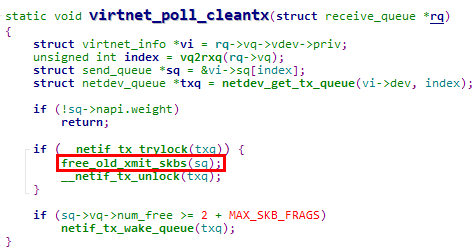 static void virtnet_poll_cleantx(struct receive_queue *rq)
{
    struct virtnet_info *vi = rq->vq->vdev->priv;
    unsigned int index = vq2rxq(rq->vq);
    struct send_queue *sq = &vi->sq[index];
    struct netdev_queue *txq = netdev_get_tx_queue(vi->dev, index);

    if (!sq->napi.weight)
        return;

    if (__netif_tx_trylock(txq)) {
        free_old_xmit_skbs(sq);
        __netif_tx_unlock(txq);
    }

    if (sq->vq->num_free >= 2 + MAX_SKB_FRAGS)
        netif_tx_wake_queue(txq);
}